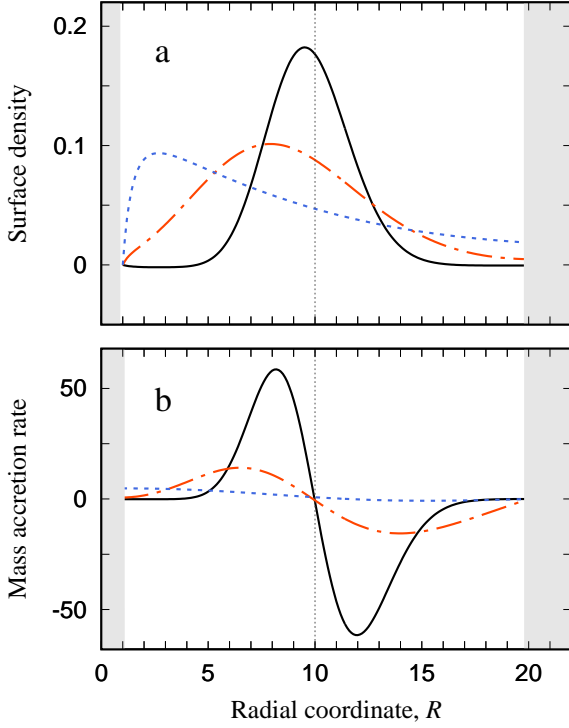 0.2
0.1
0
Surface density
a
50
0
-50
Mass accretion rate
b
0 5 10 15 20
Radial coordinate, R